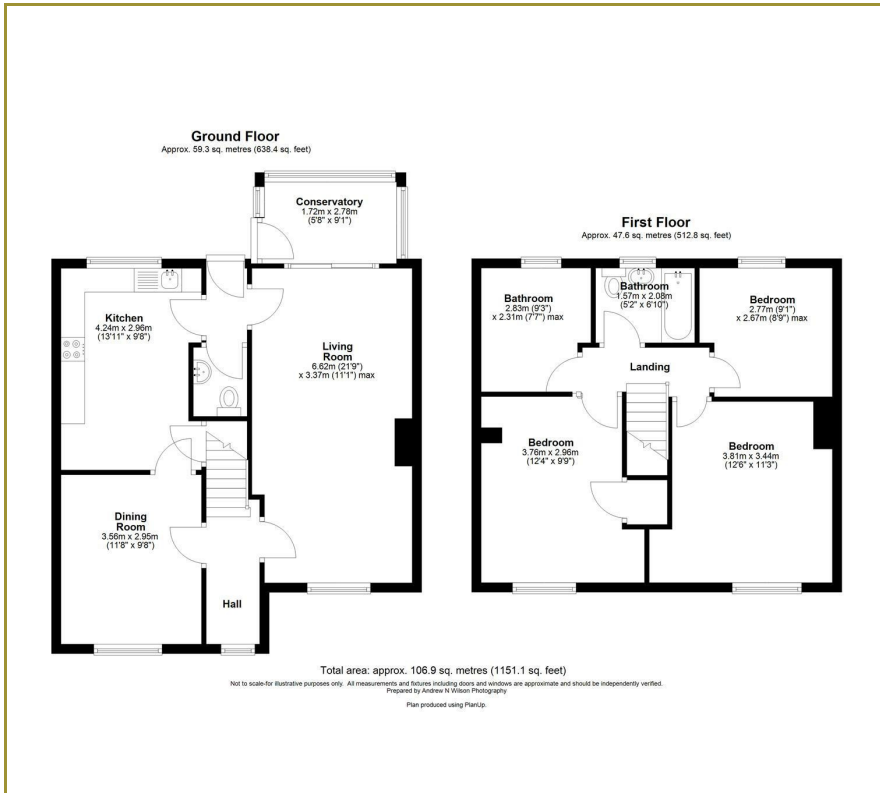 Ground Floor
Approx. 59.3 sq. metres (638.4 sq. feet)
Conservatory
1.72m x 2.78m
(5'8" x 9'1")
Kitchen
4.24m x 2.96m
(13'11" x 9'8")
Living
Room
6.62m (21'9")
x 3.37m (11'1") max
Dining
Room
3.56m x 2.95m
(11'8" x 9'8")
Hall
First Floor
Approx. 47.6 sq. metres (512.8 sq. feet)
Bathroom
2.83m (9'3")
x 2.31m (7'7") max
Bathroom
1.57m x 2.08m
(5'2" x 6'10")
Bedroom
2.77m (9'1")
x 2.67m (8'9") max
Landing
Bedroom
3.76m x 2.96m
(12'4" x 9'9")
Bedroom
3.81m x 3.44m
(12'6" x 11'3")
Total area: approx. 106.9 sq. metres (1151.1 sq. feet)
Not to scale-for illustrative purposes only. All measurements and fixtures including doors and windows are approximate and should be independently verified.
Prepared by Andrew N Wilson Photography
Plan produced using PlanUp.